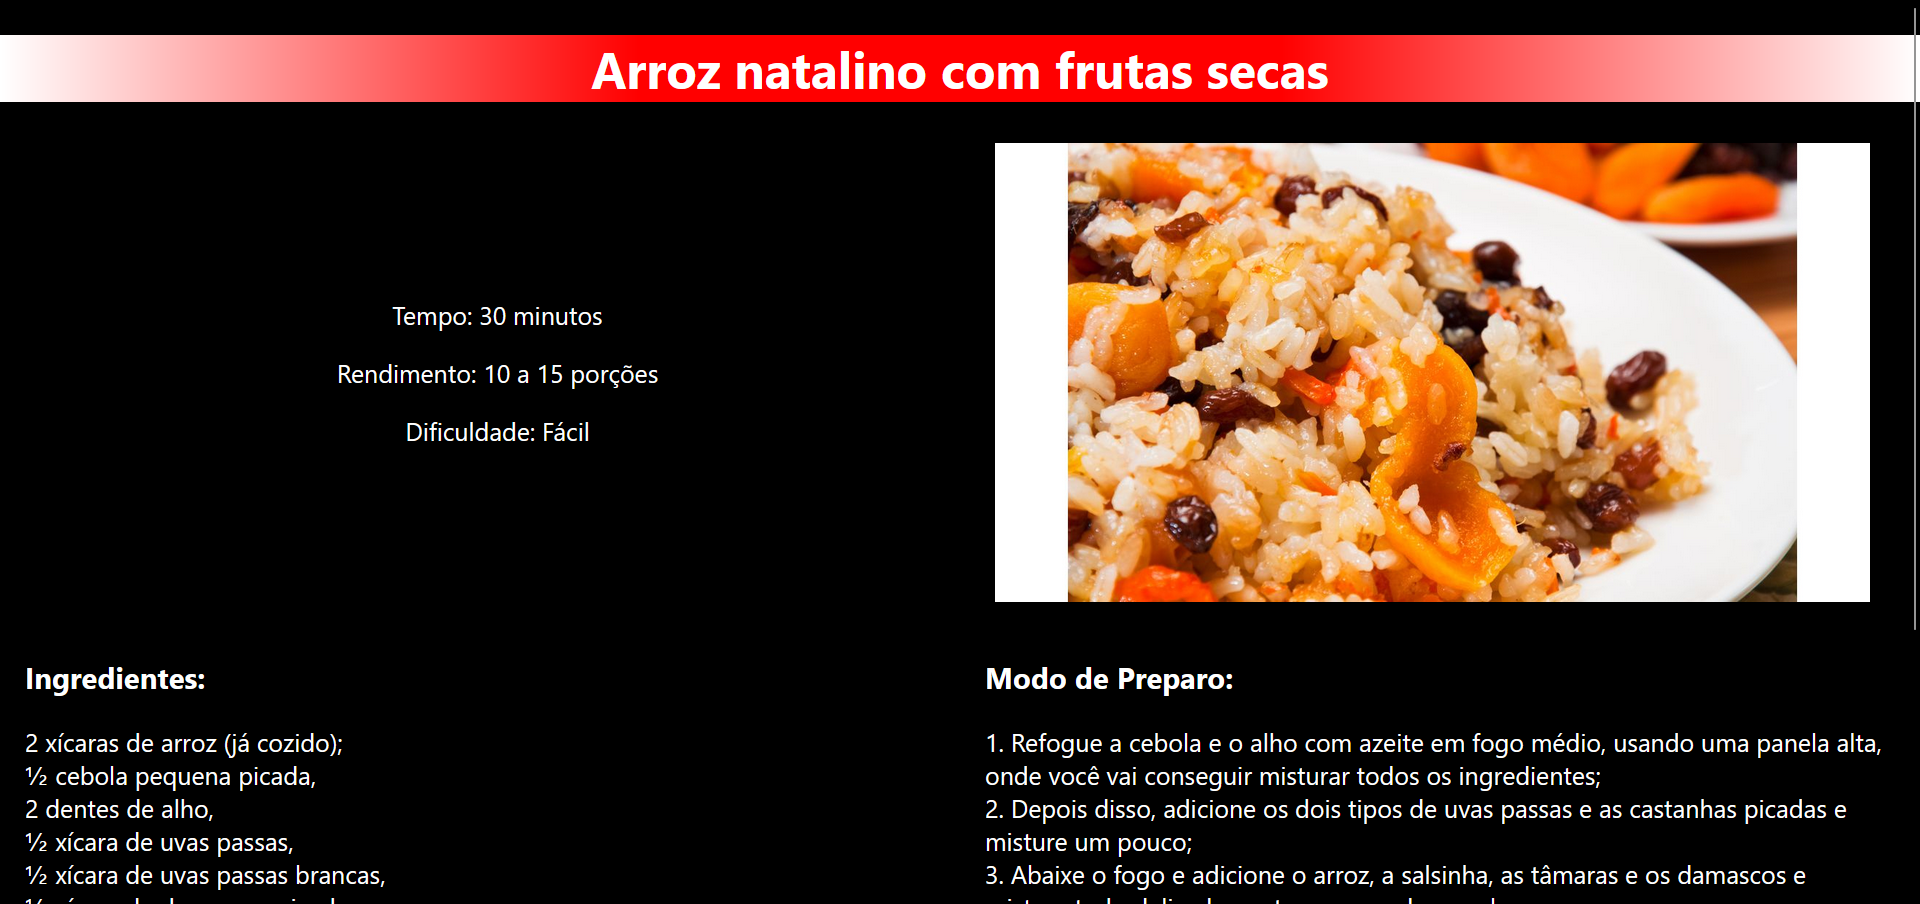 Arroz natalino com frutas secas
Tempo: 30 minutos
Rendimento: 10 a 15 porções
Dificuldade: Fácil
Ingredientes:
2 xícaras de arroz (já cozido);
½ cebola pequena picada,
2 dentes de alho,
½ xícara de uvas passas,
½ xícara de uvas passas brancas,
Modo de Preparo:
1. Refogue a cebola e o alho com azeite em fogo médio, usando uma panela alta,
onde você vai conseguir misturar todos os ingredientes;
2. Depois disso, adicione os dois tipos de uvas passas e as castanhas picadas e
misture um pouco;
3. Abaixe o fogo e adicione o arroz, a salsinha, as tâmaras e os damascos e